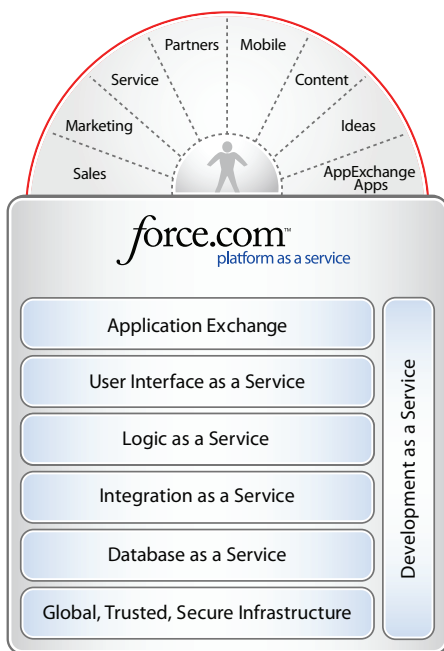 Partners
Mobile
Service
Content
Marketing
Ideas
Sales
AppExchange
Apps
force.com™
platform as a service
Application Exchange
User Interface as a Service
Logic as a Service
Integration as a Service
Database as a Service
Global, Trusted, Secure Infrastructure
Development as a Service